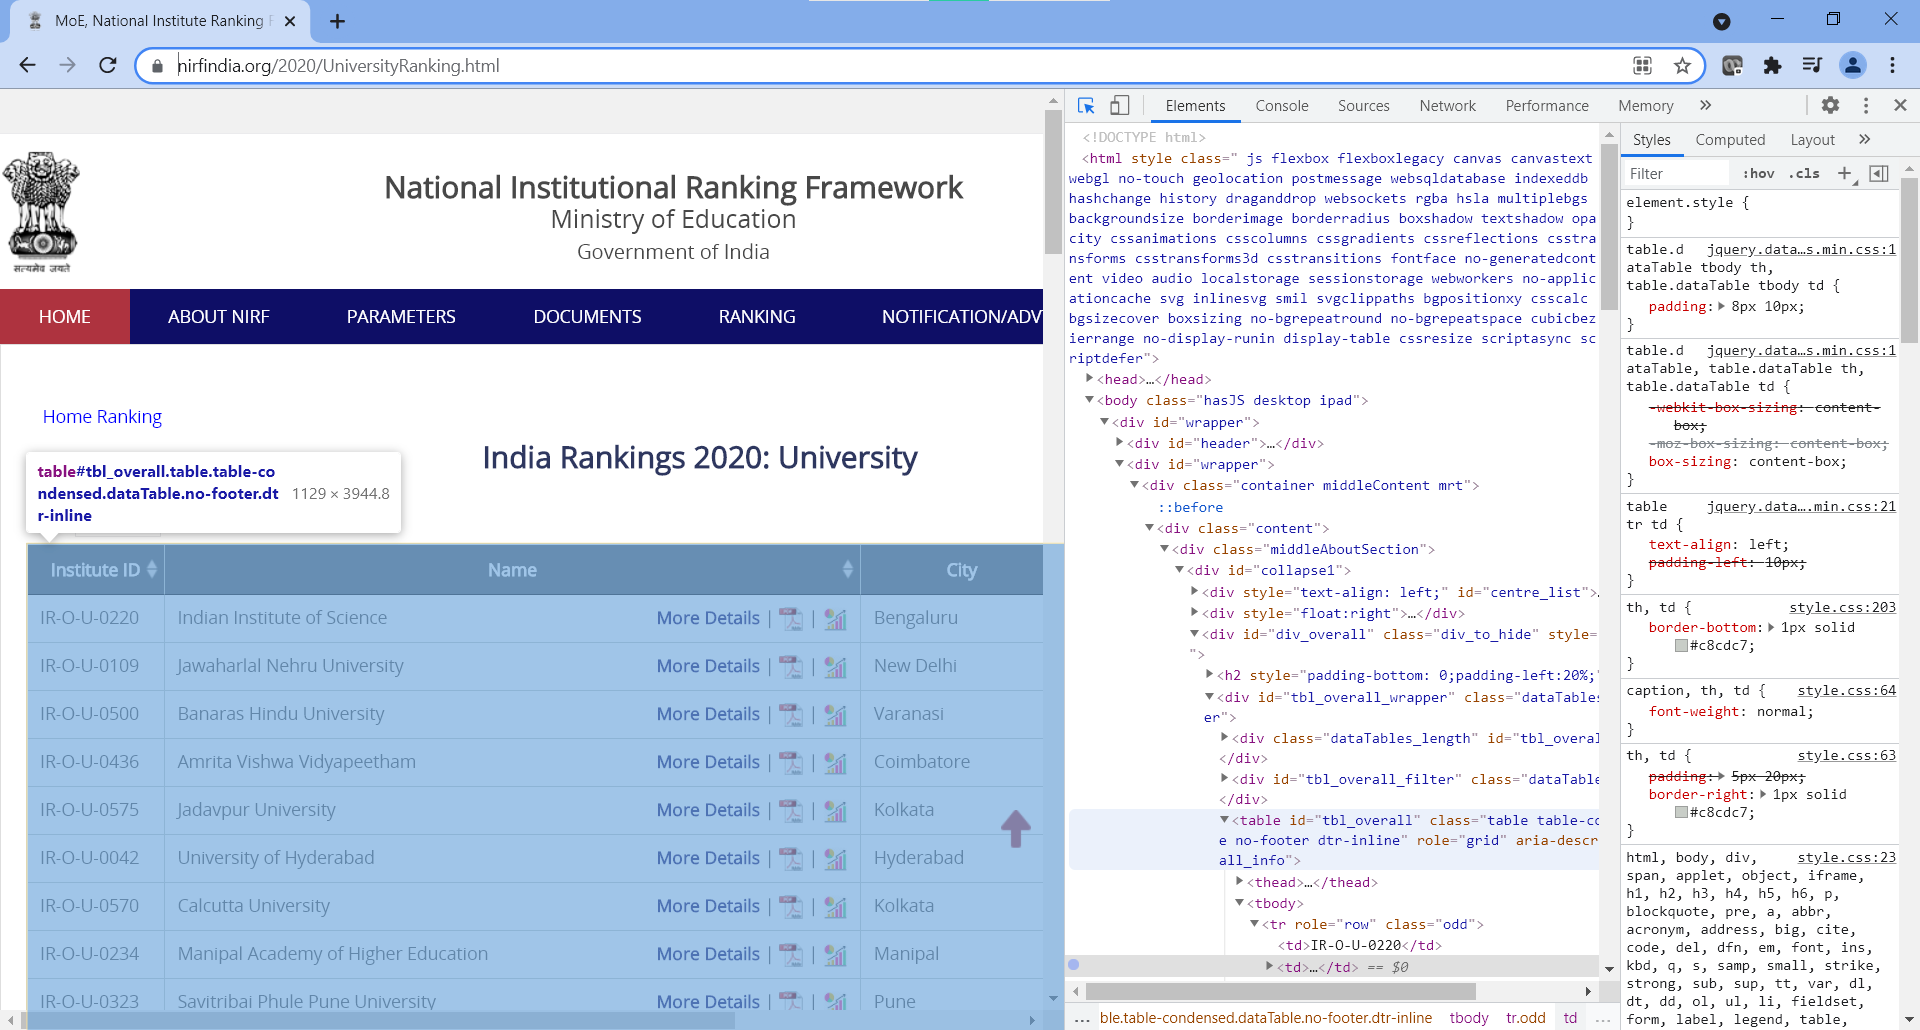 MoE, National Institute Ranking F
nirfindia.org/2020/UniversityRanking.html
सत्यमेव जयते
National Institutional Ranking Framework
Ministry of Education
Government of India
HOME ABOUT NIRF PARAMETERS DOCUMENTS RANKING NOTIFICATION/ADV
Home Ranking
India Rankings 2020: University
table#tbl_overall.table.table-co
ndensed.dataTable.no-footer.dt 1129 × 3944.8
r-inline
Institute ID Name City
IR-O-U-0220 Indian Institute of Science More Details | | Bengaluru
IR-O-U-0109 Jawaharlal Nehru University More Details | | New Delhi
IR-O-U-0500 Banaras Hindu University More Details | | Varanasi
IR-O-U-0436 Amrita Vishwa Vidyapeetham More Details | | Coimbatore
IR-O-U-0575 Jadavpur University More Details | | Kolkata
IR-O-U-0042 University of Hyderabad More Details | | Hyderabad
IR-O-U-0570 Calcutta University More Details | | Kolkata
IR-O-U-0234 Manipal Academy of Higher Education More Details | | Manipal
IR-O-U-0323 Savitribai Phule Pune University More Details | | Pune
Elements Console Sources Network Performance Memory »
<!DOCTYPE html>
<html style class=" js flexbox flexboxlegacy canvas canvastext
webgl no-touch geolocation postmessage websqldatabase indexeddb
hashchange history draganddrop websockets rgba hsla multiplebgs
backgroundsize borderimage borderradius boxshadow textshadow opa
city cssanimations csscolumns cssgradients cssreflections csstra
nsforms csstransforms3d csstransitions fontface no-generatedcont
ent video audio localstorage sessionstorage webworkers no-applic
ationcache svg inlinesvg smil svgclippaths bgpositionxy csscalc
bgsizecover boxsizing no-bgrepeatround no-bgrepeatspace cubicbez
ierrange no-display-runin display-table cssresize scriptasync sc
riptdefer">
<head>…</head>
<body class="hasJS desktop ipad">
<div id="wrapper">
<div id="header">…</div>
<div id="wrapper">
<div class="container middleContent mrt">
::before
<div class="content">
<div class="middleAboutSection">
<div id="collapse1">
<div style="text-align: left;" id="centre_list">…
<div style="float:right">…</div>
<div id="div_overall" class="div_to_hide" style=
">
<h2 style="padding-bottom: 0;padding-left:20%;"
<div id="tbl_overall_wrapper" class="dataTables
er">
<div class="dataTables_length" id="tbl_overal
</div>
<div id="tbl_overall_filter" class="dataTable
</div>
<table id="tbl_overall" class="table table-co
e no-footer dtr-inline" role="grid" aria-descr
all_info">
<thead>…</thead>
<tbody>
<tr role="row" class="odd">
<td>IR-O-U-0220</td>
<td>…</td> == $0
... ble.table-condensed.dataTable.no-footer.dtr-inline tbody tr.odd td ...
Styles Computed Layout »
Filter :hov .cls +
element.style {
}
table.d jquery.data…s.min.css:1
ataTable tbody th,
table.dataTable tbody td {
padding: 8px 10px;
}
table.d jquery.data…s.min.css:1
ataTable, table.dataTable th,
table.dataTable td {
-webkit-box-sizing: content-
box;
-moz-box-sizing: content-box;
box-sizing: content-box;
}
table jquery.data….min.css:21
tr td {
text-align: left;
padding-left: 10px;
}
th, td { style.css:203
border-bottom: 1px solid
#c8cdc7;
}
caption, th, td { style.css:64
font-weight: normal;
}
th, td { style.css:63
padding: 5px 20px;
border-right: 1px solid
#c8cdc7;
}
html, body, div, style.css:23
span, applet, object, iframe,
h1, h2, h3, h4, h5, h6, p,
blockquote, pre, a, abbr,
acronym, address, big, cite,
code, del, dfn, em, font, ins,
kbd, q, s, samp, small, strike,
strong, sub, sup, tt, var, dl,
dt, dd, ol, ul, li, fieldset,
form, label, legend, table,